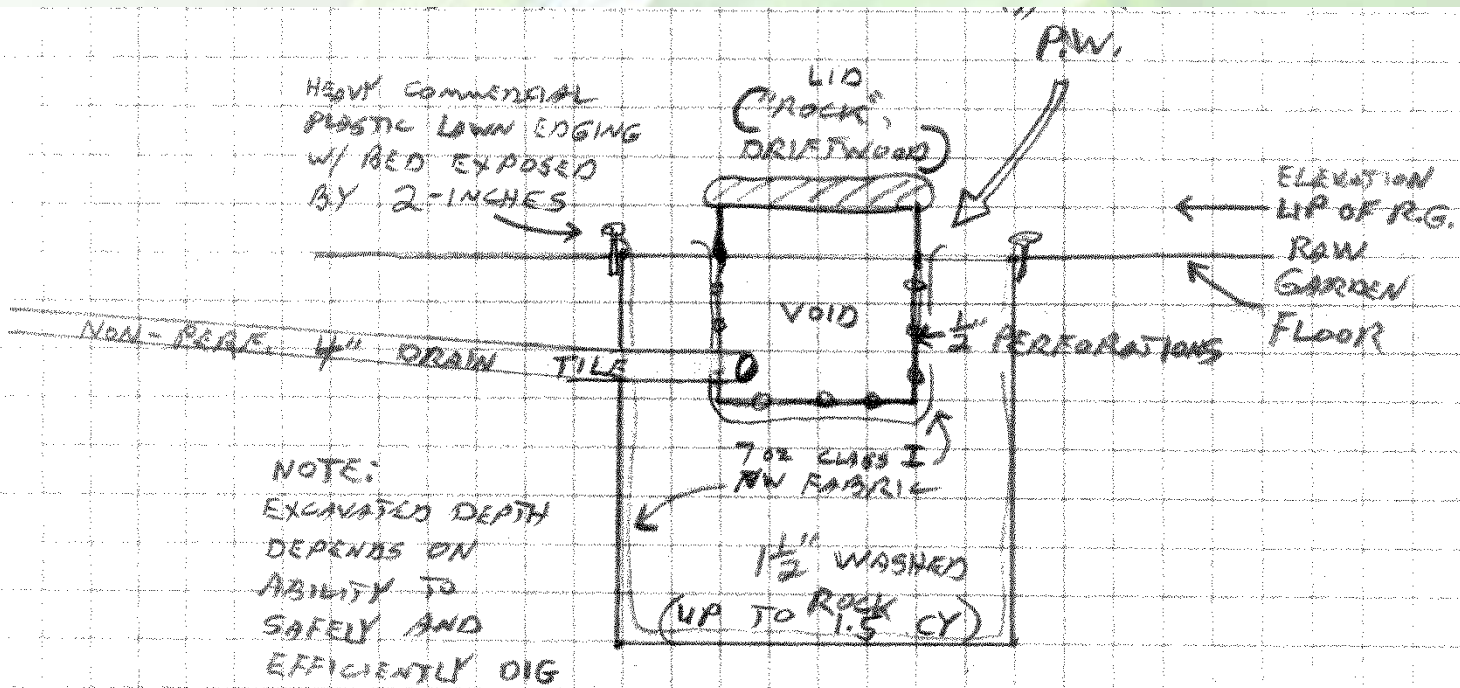 P.W.
LID
("ROCK",
DRIFTWOOD)
HEAVY COMMERCIAL
PLASTIC LAWN EDGING
W/ BED EXPOSED
BY 2-INCHES
ELEVATION
LIP OF R.G.
RAW
GARDEN
FLOOR
VOID
1/2" PERFORATIONS
NON-PERF. 4" DRAIN TILE
7 oz CLASS I
NW FABRIC
1 1/2" WASHED
ROCK
(UP TO 1.5 CY)
NOTE:
EXCAVATED DEPTH
DEPENDS ON
ABILITY TO
SAFELY AND
EFFICIENTLY DIG